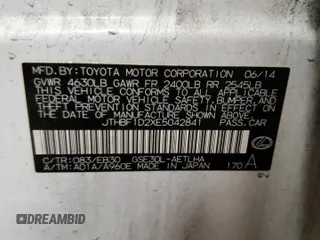 MFD. BY: TOYOTA MOTOR CORPORATION 06/14
GVWR 4630LB GAWR FR 2400LB RR 2545LB
THIS VEHICLE CONFORMS TO ALL APPLICABLE
FEDERAL MOTOR VEHICLE SAFETY, BUMPER, AND
THEFT PREVENTION STANDARDS IN EFFECT ON
THE DATE OF MANUFACTURE SHOWN ABOVE.
JTHBF1D2XE5042841 PASS. CAR
C/TR: 083/EB30 GSE30L-AETLHA
A/TM: A01A/A960E MADE IN JAPAN 170 A
DREAMBID